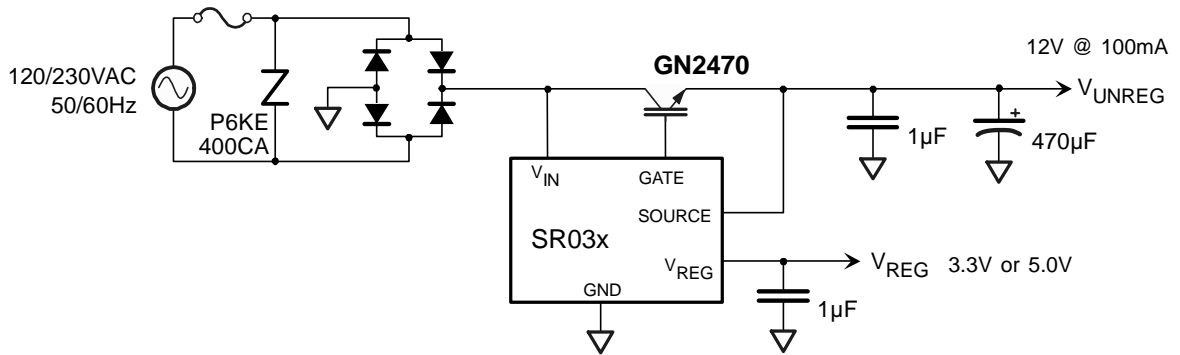 12V @ 100mA
GN2470
120/230VAC
50/60Hz
P6KE
400CA
VUNREG
1µF
470µF
+
VIN
GATE
SOURCE
SR03x
VREG
GND
VREG 3.3V or 5.0V
1µF